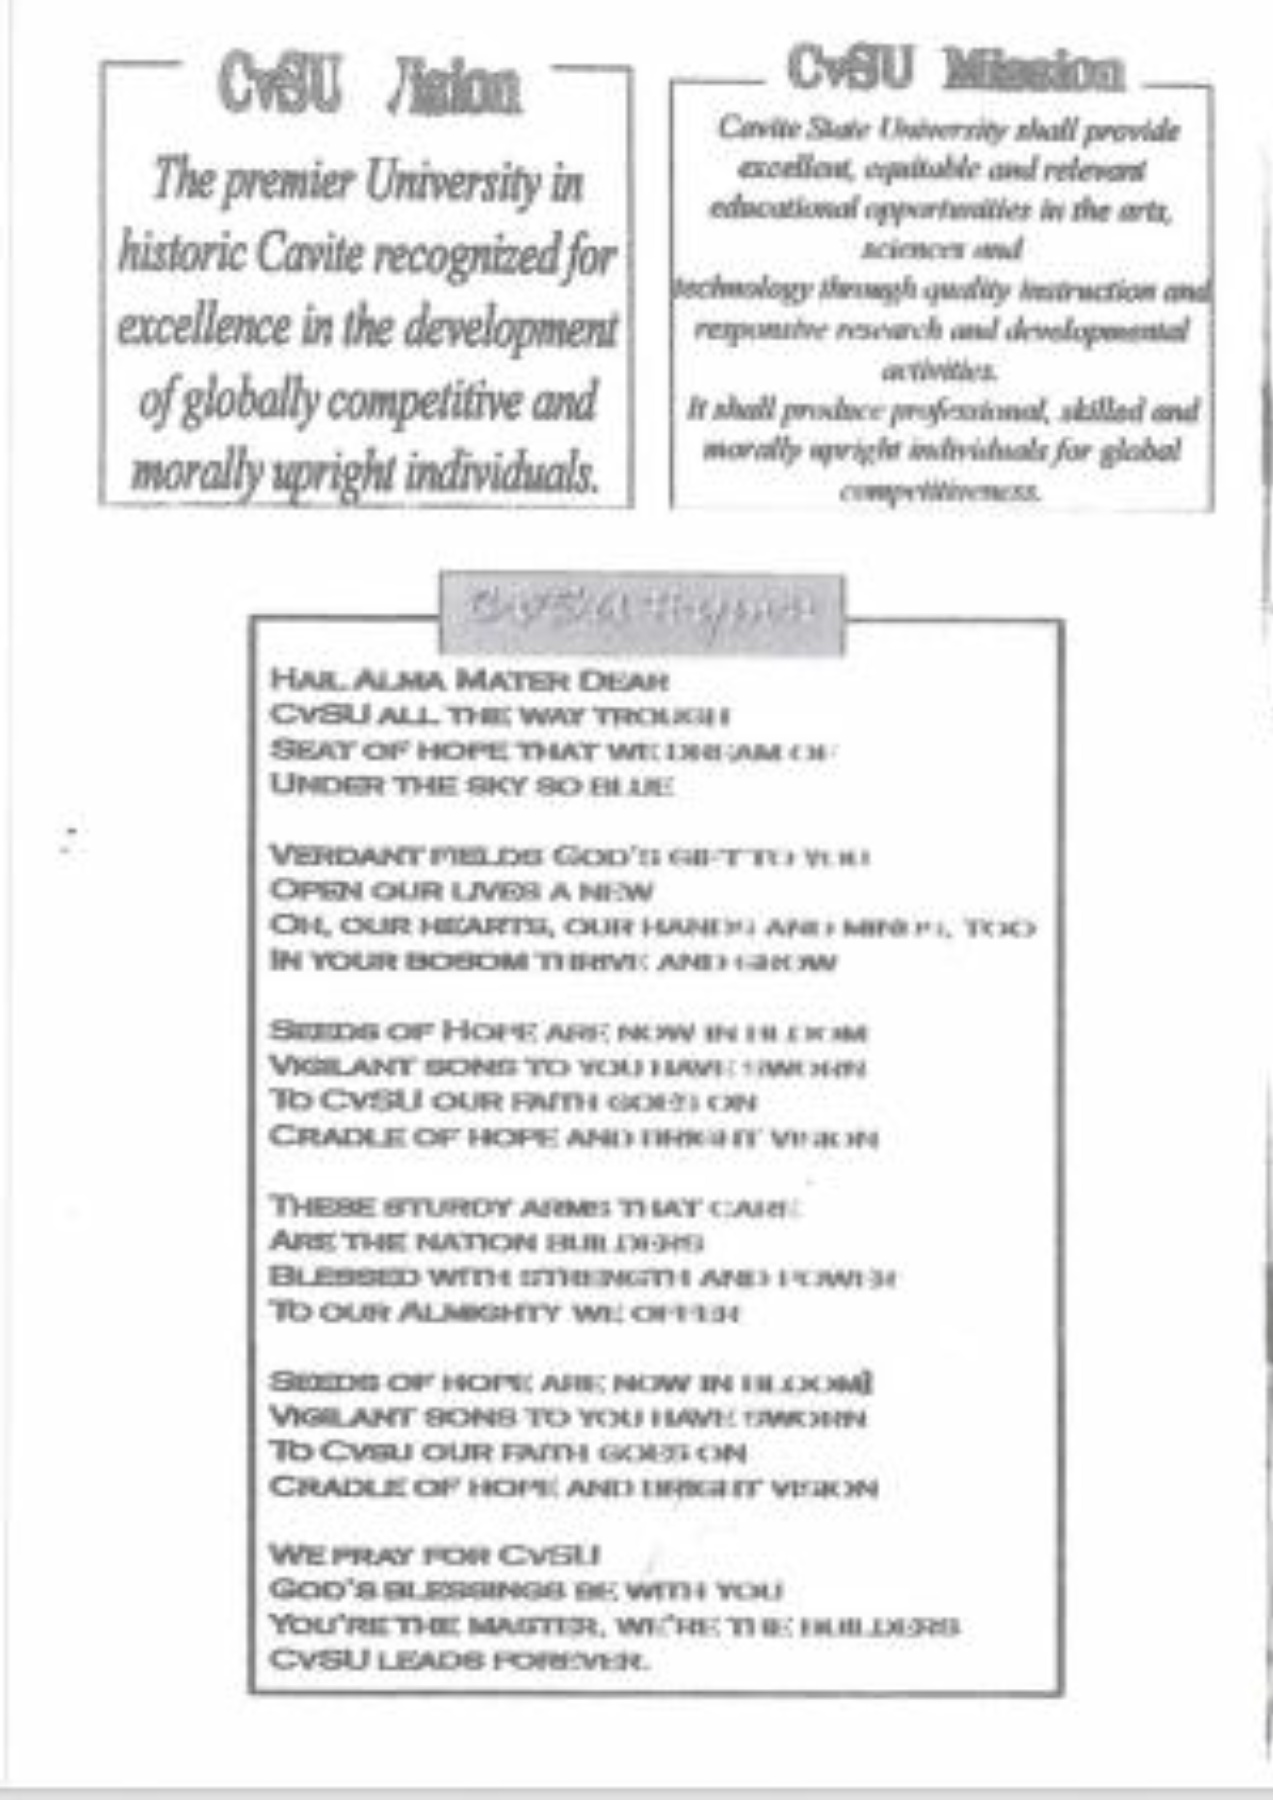 CvSU Vision
The premier University in
historic Cavite recognized for
excellence in the development
of globally competitive and
morally upright individuals.
CvSU Mission
Cavite State University shall provide
excellent, equitable and relevant
educational opportunities in the arts,
sciences and
technology through quality instruction and
responsive research and developmental
activities.
It shall produce professional, skilled and
morally upright individuals for global
competitiveness.
CvSU Hymn
HAIL ALMA MATER DEAR
CVSU ALL THE WAY TROUGH
SEAT OF HOPE THAT WE DREAM OF
UNDER THE SKY SO BLUE
VERDANT FIELDS GOD'S GIFT TO YOU
OPEN OUR LIVES A NEW
OH, OUR HEARTS, OUR HANDS AND MINDS, TOO
IN YOUR BOSOM THRIVE AND GROW
SEEDS OF HOPE ARE NOW IN BLOOM
VIGILANT SONS TO YOU HAVE SWORN
TO CVSU OUR FAITH GOES ON
CRADLE OF HOPE AND BRIGHT VISION
THESE STURDY ARMS THAT CARE
ARE THE NATION BUILDERS
BLESSED WITH STRENGTH AND POWER
TO OUR ALMIGHTY WE OFFER
SEEDS OF HOPE ARE NOW IN BLOOM
VIGILANT SONS TO YOU HAVE SWORN
TO CVSU OUR FAITH GOES ON
CRADLE OF HOPE AND BRIGHT VISION
WE PRAY FOR CVSU
GOD'S BLESSINGS BE WITH YOU
YOU'RE THE MASTER, WE'RE THE BUILDERS
CVSU LEADS FOREVER.